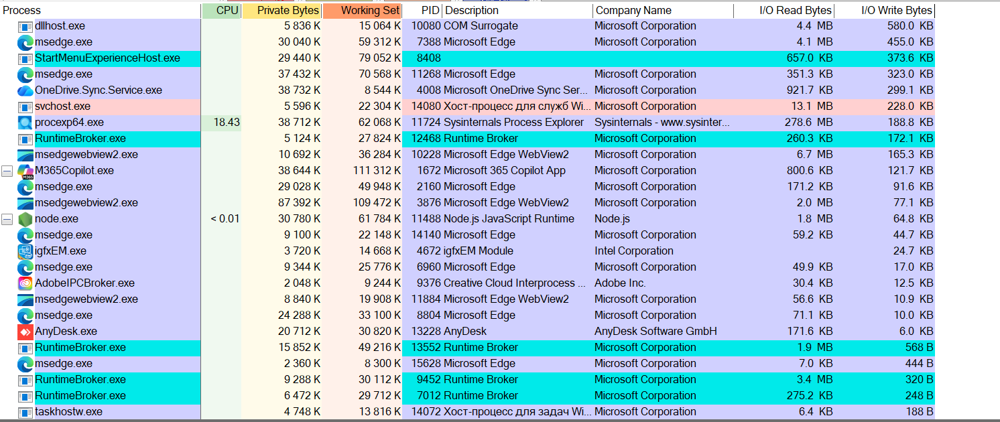 Process CPU Private Bytes Working Set PID Description Company Name I/O Read Bytes I/O Write Bytes
dllhost.exe 5 836 K 15 064 K 10080 COM Surrogate Microsoft Corporation 4.4 MB 580.0 KB
msedge.exe 30 040 K 59 312 K 7388 Microsoft Edge Microsoft Corporation 4.1 MB 455.0 KB
StartMenuExperienceHost.exe 29 440 K 79 052 K 8408 657.0 KB 373.6 KB
msedge.exe 37 432 K 70 568 K 11268 Microsoft Edge Microsoft Corporation 351.3 KB 323.0 KB
OneDrive.Sync.Service.exe 38 732 K 8 544 K 4008 Microsoft OneDrive Sync Ser... Microsoft Corporation 921.7 KB 299.1 KB
svchost.exe 5 596 K 22 304 K 14080 Хост-процесс для служб Wi... Microsoft Corporation 13.1 MB 228.0 KB
procexp64.exe 18.43 38 712 K 62 068 K 11724 Sysinternals Process Explorer Sysinternals - www.sysinter... 278.6 MB 188.8 KB
RuntimeBroker.exe 5 124 K 27 824 K 12468 Runtime Broker Microsoft Corporation 260.3 KB 172.1 KB
msedgewebview2.exe 10 692 K 36 284 K 10228 Microsoft Edge WebView2 Microsoft Corporation 6.7 MB 165.3 KB
M365Copilot.exe 38 644 K 111 312 K 1672 Microsoft 365 Copilot App Microsoft Corporation 800.6 KB 121.7 KB
msedge.exe 29 028 K 49 948 K 2160 Microsoft Edge Microsoft Corporation 171.2 KB 91.6 KB
msedgewebview2.exe 87 392 K 109 472 K 3876 Microsoft Edge WebView2 Microsoft Corporation 2.0 MB 77.1 KB
node.exe < 0.01 30 780 K 61 784 K 11488 Node.js JavaScript Runtime Node.js 1.8 MB 64.8 KB
msedge.exe 9 100 K 22 148 K 14140 Microsoft Edge Microsoft Corporation 59.2 KB 44.7 KB
igfxEM.exe 3 720 K 14 668 K 4672 igfxEM Module Intel Corporation 24.7 KB
msedge.exe 9 344 K 25 776 K 6960 Microsoft Edge Microsoft Corporation 49.9 KB 17.0 KB
AdobeIPCBroker.exe 2 048 K 9 244 K 9376 Creative Cloud Interprocess ... Adobe Inc. 30.4 KB 12.5 KB
msedgewebview2.exe 8 840 K 19 908 K 11884 Microsoft Edge WebView2 Microsoft Corporation 56.6 KB 10.9 KB
msedge.exe 24 288 K 33 100 K 8804 Microsoft Edge Microsoft Corporation 71.1 KB 10.0 KB
AnyDesk.exe 20 712 K 30 820 K 13228 AnyDesk AnyDesk Software GmbH 171.6 KB 6.0 KB
RuntimeBroker.exe 15 852 K 49 216 K 13552 Runtime Broker Microsoft Corporation 1.9 MB 568 B
msedge.exe 2 360 K 8 300 K 15628 Microsoft Edge Microsoft Corporation 7.0 KB 444 B
RuntimeBroker.exe 9 288 K 30 112 K 9452 Runtime Broker Microsoft Corporation 3.4 MB 320 B
RuntimeBroker.exe 6 472 K 29 712 K 7012 Runtime Broker Microsoft Corporation 275.2 KB 248 B
taskhostw.exe 4 748 K 13 816 K 14072 Хост-процесс для задач Wi... Microsoft Corporation 6.4 KB 188 B